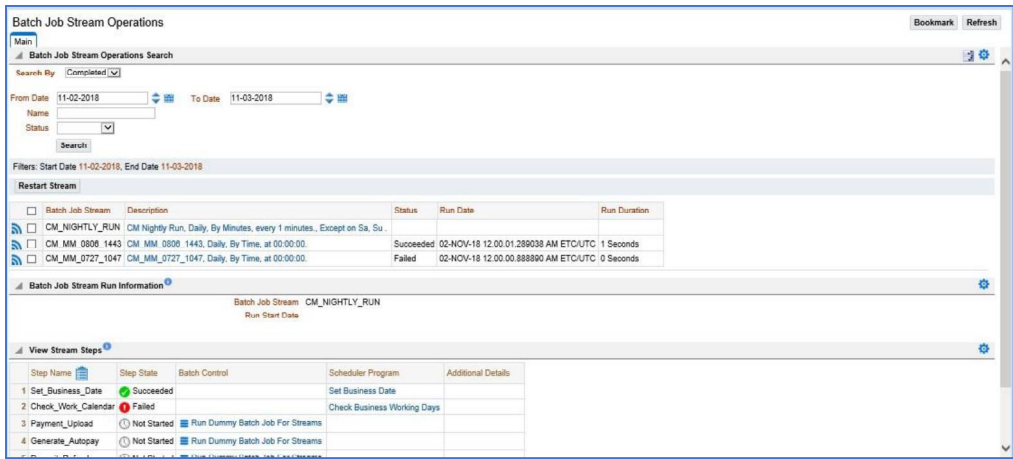 Batch Job Stream Operations
Bookmark Refresh
Main
Batch Job Stream Operations Search
Search By Completed
From Date 11-02-2018 To Date 11-03-2018
Name
Status
Search
Filters: Start Date 11-02-2018, End Date 11-03-2018
Restart Stream
Batch Job Stream Description Status Run Date Run Duration
CM_NIGHTLY_RUN CM Nightly Run, Daily, By Minutes, every 1 minutes., Except on Sa, Su .
CM_MM_0806_1443 CM_MM_0806_1443, Daily, By Time, at 00:00:00. Succeeded 02-NOV-18 12.00.01.289038 AM ETC/UTC 1 Seconds
CM_MM_0727_1047 CM_MM_0727_1047, Daily, By Time, at 00:00:00. Failed 02-NOV-18 12.00.00.888890 AM ETC/UTC 0 Seconds
Batch Job Stream Run Information
Batch Job Stream CM_NIGHTLY_RUN
Run Start Date
View Stream Steps
Step Name Step State Batch Control Scheduler Program Additional Details
1 Set_Business_Date Succeeded Set Business Date
2 Check_Work_Calendar Failed Check Business Working Days
3 Payment_Upload Not Started Run Dummy Batch Job For Streams
4 Generate_Autopay Not Started Run Dummy Batch Job For Streams
Not Started Run Dummy Batch Job For Streams